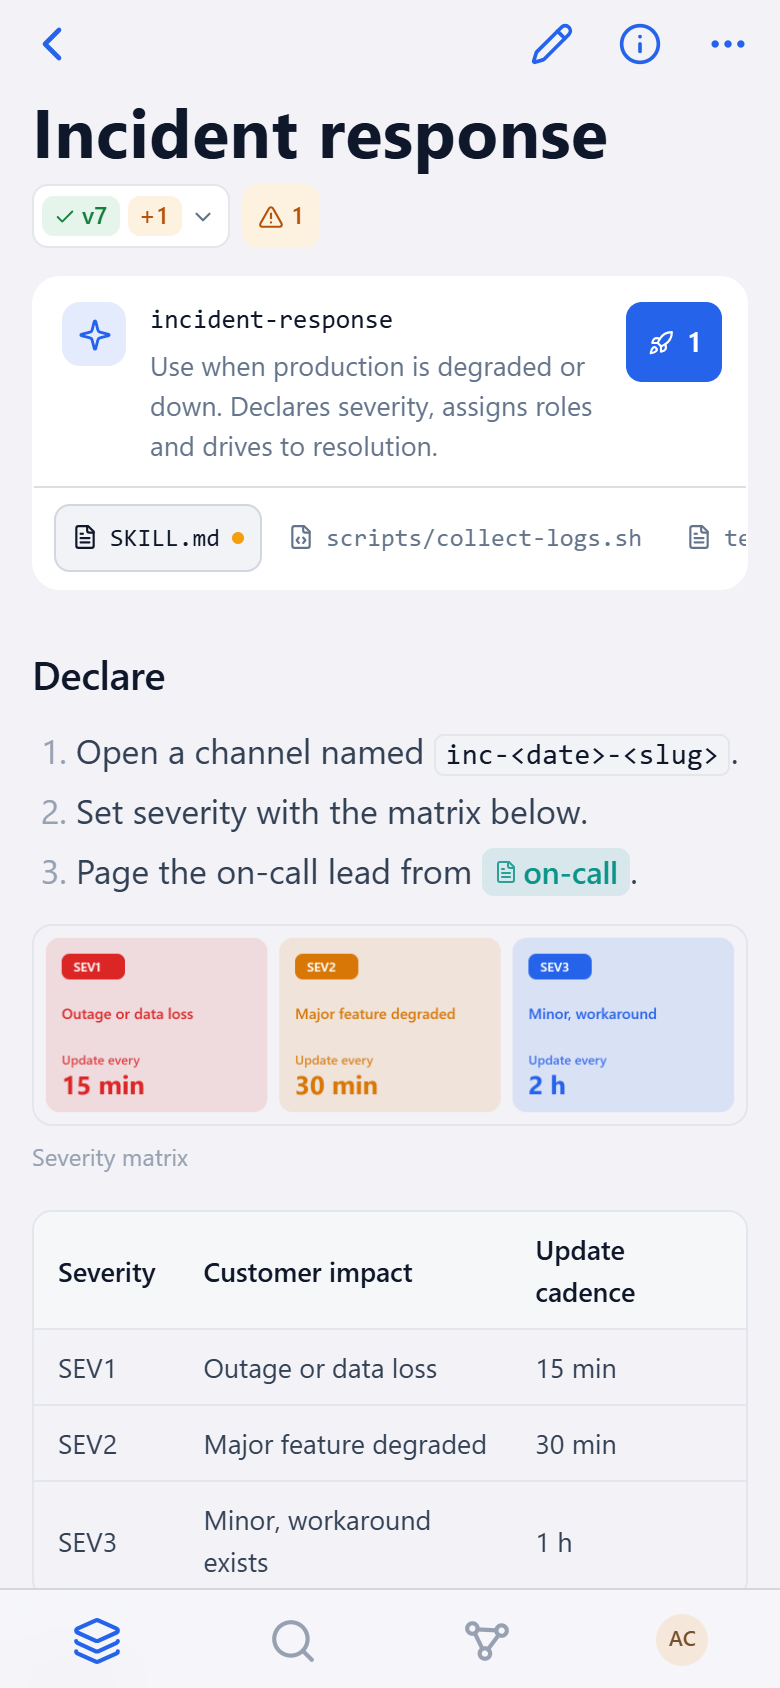 Incident response
v7 +1 1
incident-response
1
Use when production is degraded or
down. Declares severity, assigns roles
and drives to resolution.
SKILL.md scripts/collect-logs.sh te
Declare
1. Open a channel named inc-<date>-<slug>.
2. Set severity with the matrix below.
3. Page the on-call lead from on-call.
SEV1
Outage or data loss
Update every
15 min
SEV2
Major feature degraded
Update every
30 min
SEV3
Minor, workaround
Update every
2 h
Severity matrix
Severity Customer impact Update
cadence
SEV1 Outage or data loss 15 min
SEV2 Major feature degraded 30 min
SEV3 Minor, workaround
exists 1 h
AC